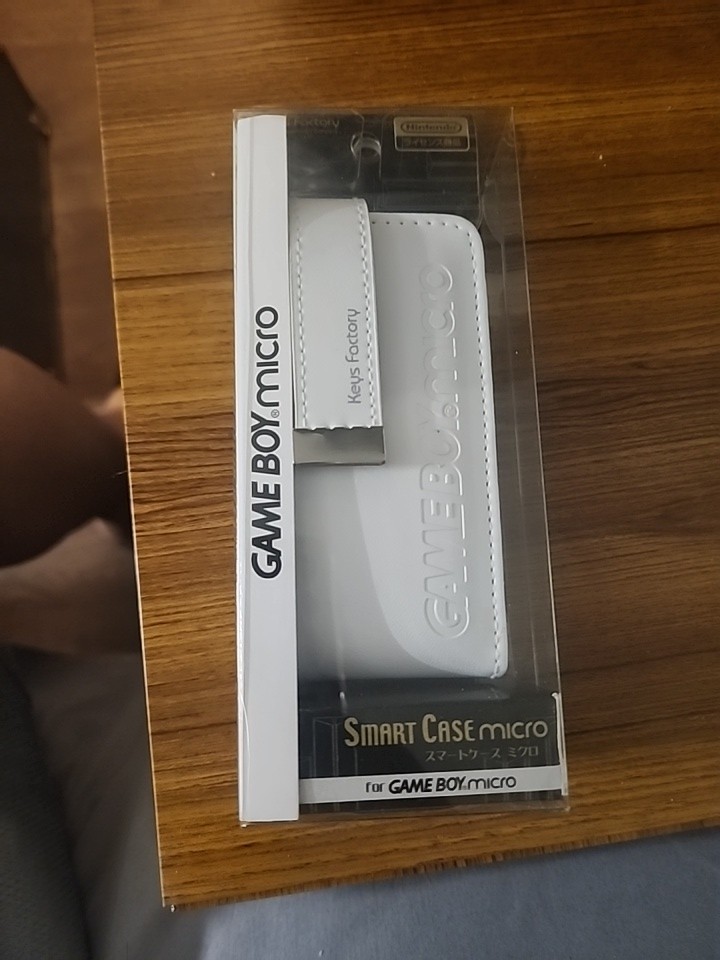 Factory
Nintendo
ライセンス商品
GAME BOY®micro
Keys Factory
GAME BOY®micro
SMART CASE micro
スマートケース ミクロ
for GAME BOY®micro